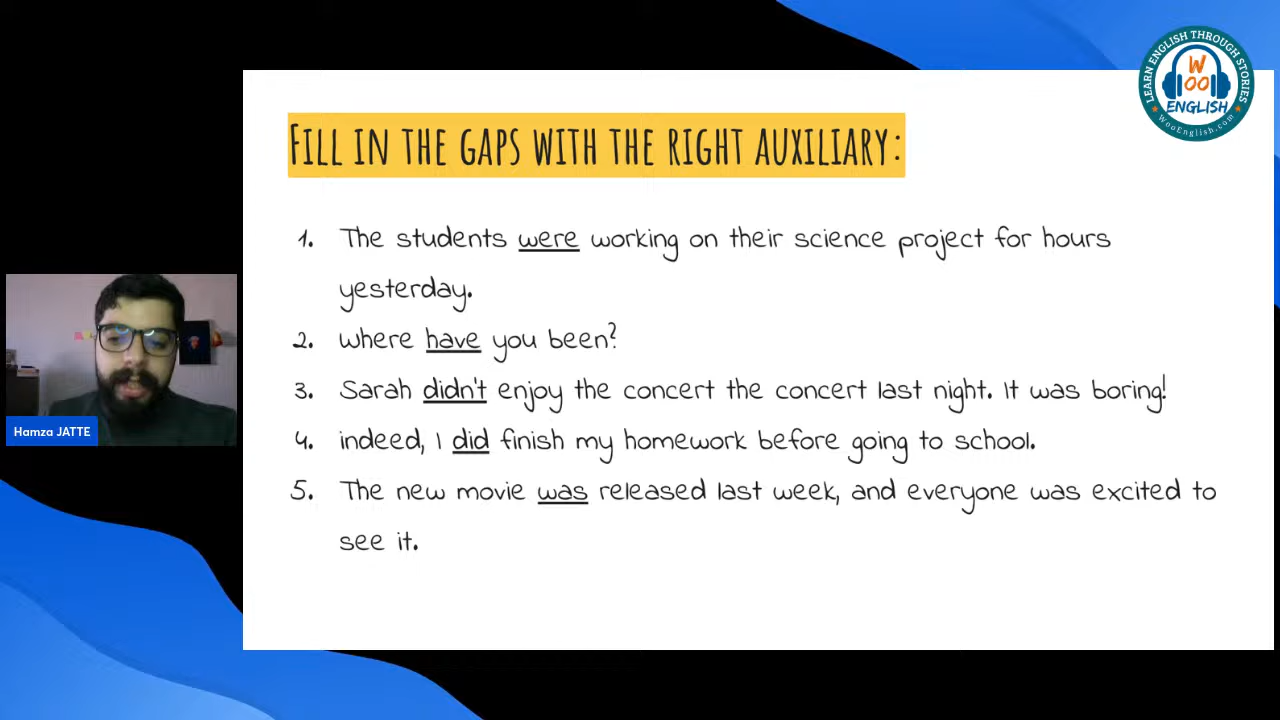 LEARN ENGLISH THROUGH STORIES
W
OO
ENGLISH
WooEnglish.com
FILL IN THE GAPS WITH THE RIGHT AUXILIARY:
1. The students were working on their science project for hours
yesterday.
2. Where have you been?
3. Sarah didn't enjoy the concert the concert last night. It was boring!
4. indeed, I did finish my homework before going to school.
5. The new movie was released last week, and everyone was excited to
see it.
Hamza JATTE